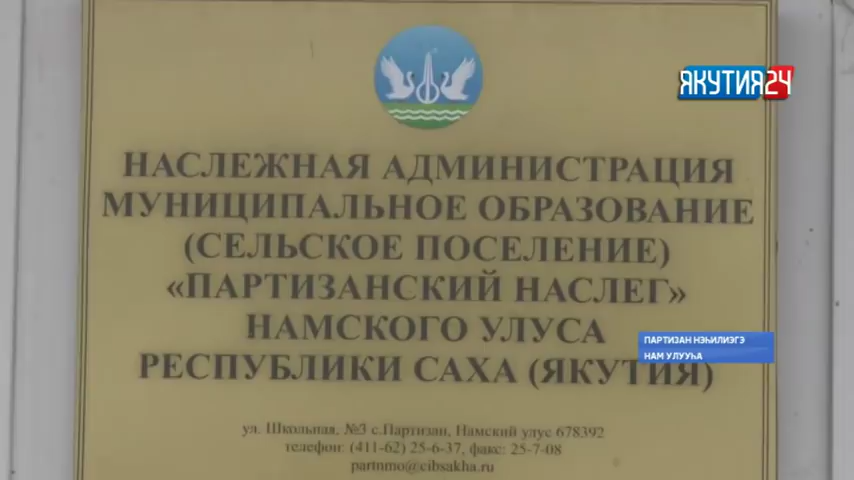 ЯКУТИЯ24
НАСЛЕЖНАЯ АДМИНИСТРАЦИЯ
МУНИЦИПАЛЬНОЕ ОБРАЗОВАНИЕ
(СЕЛЬСКОЕ ПОСЕЛЕНИЕ)
«ПАРТИЗАНСКИЙ НАСЛЕГ»
НАМСКОГО УЛУСА
РЕСПУБЛИКИ САХА (ЯКУТИЯ)
ПАРТИЗАН НЭҺИЛИЭГЭ
НАМ УЛУУҺА
ул. Школьная, №3 с.Партизан, Намский улус 678392
телефон: (411-62) 25-6-37, факс: 25-7-08
partnmo@cibsakha.ru